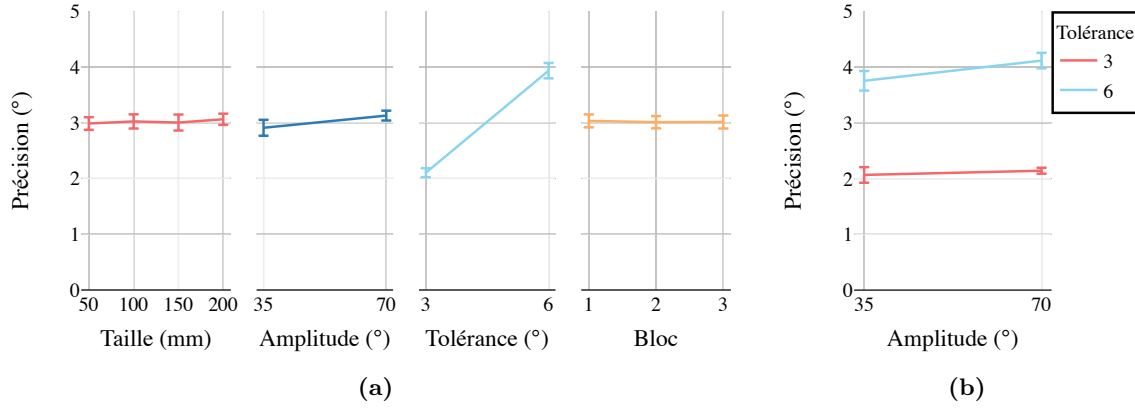 Précision (°)
5
4
3
2
1
0
50 100 150 200
Taille (mm)
35 70
Amplitude (°)
3 6
Tolérance (°)
1 2 3
Bloc
(a)
Précision (°)
5
4
3
2
1
0
35 70
Amplitude (°)
Tolérance
3
6
(b)